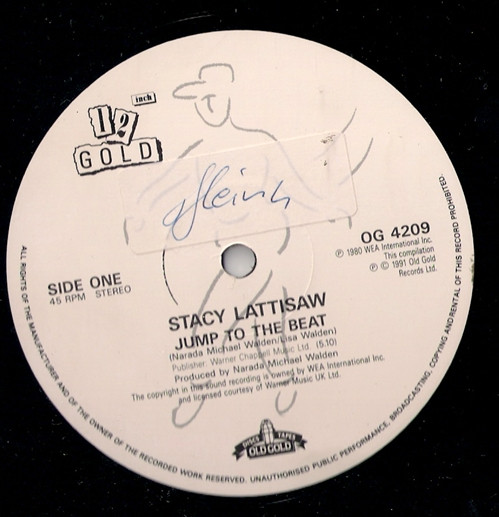 12 inch
GOLD
OG 4209
℗ 1980 WEA International Inc.
This compilation
℗ © 1991 Old Gold
Records Ltd.
SIDE ONE
45 RPM STEREO
STACY LATTISAW
JUMP TO THE BEAT
(Narada Michael Walden/Lisa Walden)
Publisher: Warner Chappell Music Ltd. (5.10)
Produced by Narada Michael Walden
The copyright in this sound recording is owned by WEA International Inc.
and licensed courtesy of Warner Music UK Ltd.
DISCS TAPES
OLD GOLD
ALL RIGHTS OF THE MANUFACTURER AND OF THE OWNER OF THE RECORDED WORK RESERVED. UNAUTHORISED PUBLIC PERFORMANCE, BROADCASTING, COPYING AND RENTAL OF THIS RECORD PROHIBITED.